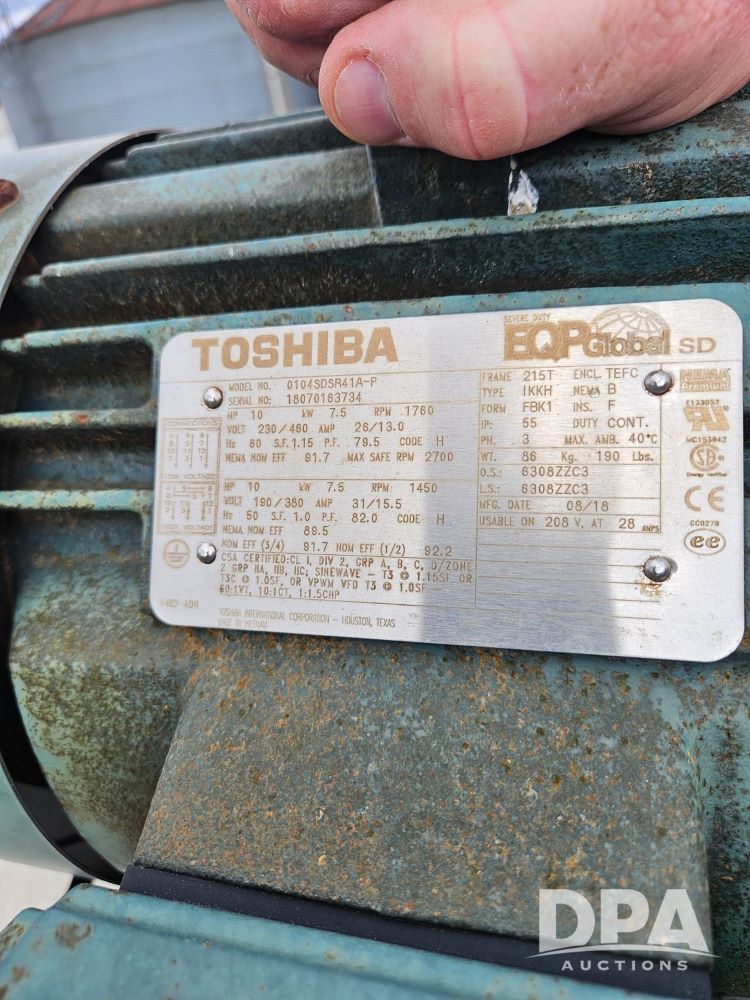 TOSHIBA
SEVERE DUTY
EQP Global SD
MODEL NO. 0104SDSR41A-P
SERIAL NO: 18070163734
HP 10 kW 7.5 RPM 1760
VOLT 230/460 AMP 26/13.0
Hz 60 S.F. 1.15 P.F. 79.5 CODE H
NEMA NOM EFF 91.7 MAX SAFE RPM 2700
HP 10 kW 7.5 RPM 1450
VOLT 190/380 AMP 31/15.5
Hz 50 S.F. 1.0 P.F. 82.0 CODE H
NEMA NOM EFF 89.5
NOM EFF (3/4) 91.7 NOM EFF (1/2) 92.2
CSA CERTIFIED:CL I, DIV 2, GRP A, B, C, D/ZONE
2 GRP IIA, IIB, IIC; SINEWAVE - T3 @ 1.15SF OR
T3C @ 1.0SF, OR VPWM VFD T3 @ 1.0SF -
60:1VT, 10:1CT, 1:1.5CHP
TOSHIBA INTERNATIONAL CORPORATION - HOUSTON, TEXAS
MADE IN VIETNAM
FRAME 215T ENCL. TEFC
TYPE IKKH NEMA B
FORM FBK1 INS. F
IP: 55 DUTY CONT.
PH. 3 MAX. AMB. 40°C
WT. 86 Kg. - 190 Lbs.
O.S.: 6308ZZC3
L.S.: 6308ZZC3
MFG. DATE 08/18
USABLE ON 208 V. AT 28 AMPS
CONNECTIONS
LOW VOLTAGE
HIGH VOLTAGE
NEMA
Premium
E133052
MC153942
CE
CC027B
ee
DPA
AUCTIONS